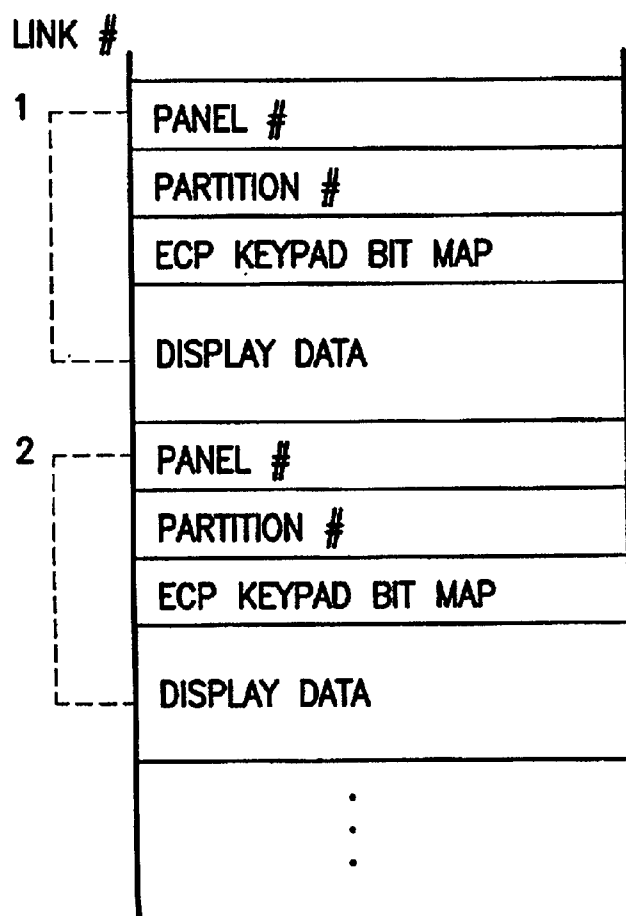 LINK #
1
PANEL #
PARTITION #
ECP KEYPAD BIT MAP
DISPLAY DATA
2
PANEL #
PARTITION #
ECP KEYPAD BIT MAP
DISPLAY DATA